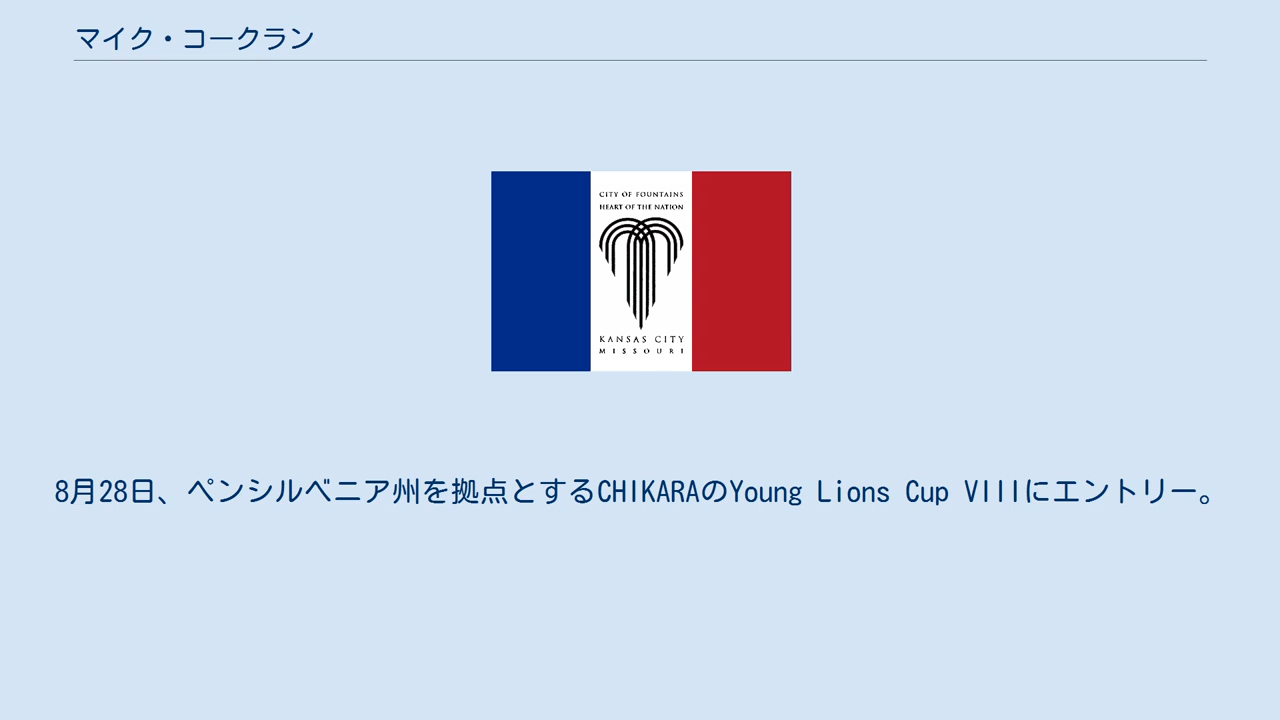 マイク・コークラン
CITY OF FOUNTAINS
HEART OF THE NATION
KANSAS CITY
MISSOURI
8月28日、ペンシルベニア州を拠点とするCHIKARAのYoung Lions Cup VIIIにエントリー。